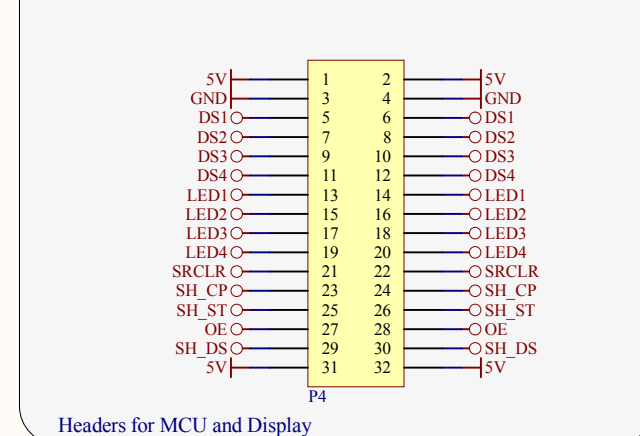 5V 1 2 5V
GND 3 4 GND
DS1 5 6 DS1
DS2 7 8 DS2
DS3 9 10 DS3
DS4 11 12 DS4
LED1 13 14 LED1
LED2 15 16 LED2
LED3 17 18 LED3
LED4 19 20 LED4
SRCLR 21 22 SRCLR
SH_CP 23 24 SH_CP
SH_ST 25 26 SH_ST
OE 27 28 OE
SH_DS 29 30 SH_DS
5V 31 32 5V
P4
Headers for MCU and Display